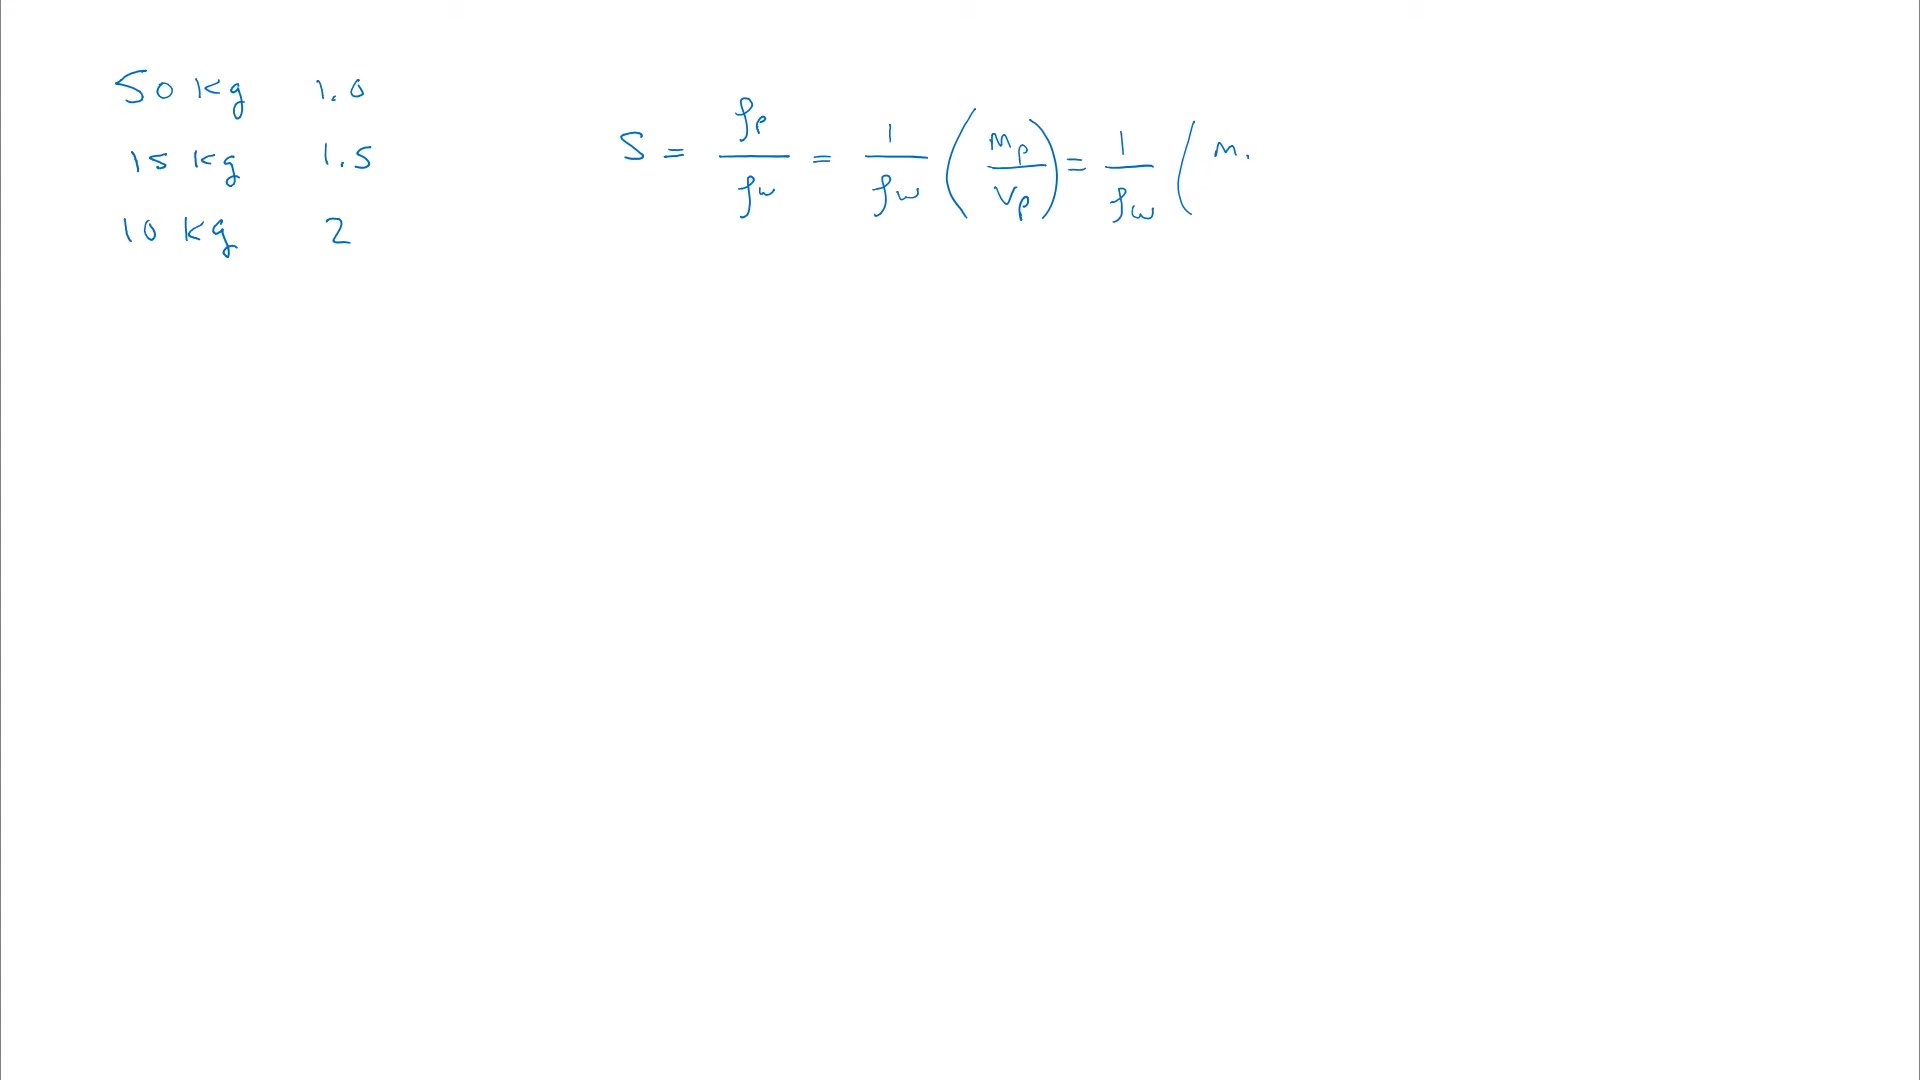 50 kg 1.0
15 kg 1.5
10 kg 2
S = ρp / ρw = 1 / ρw ( mp / vp ) = 1 / ρw ( m.